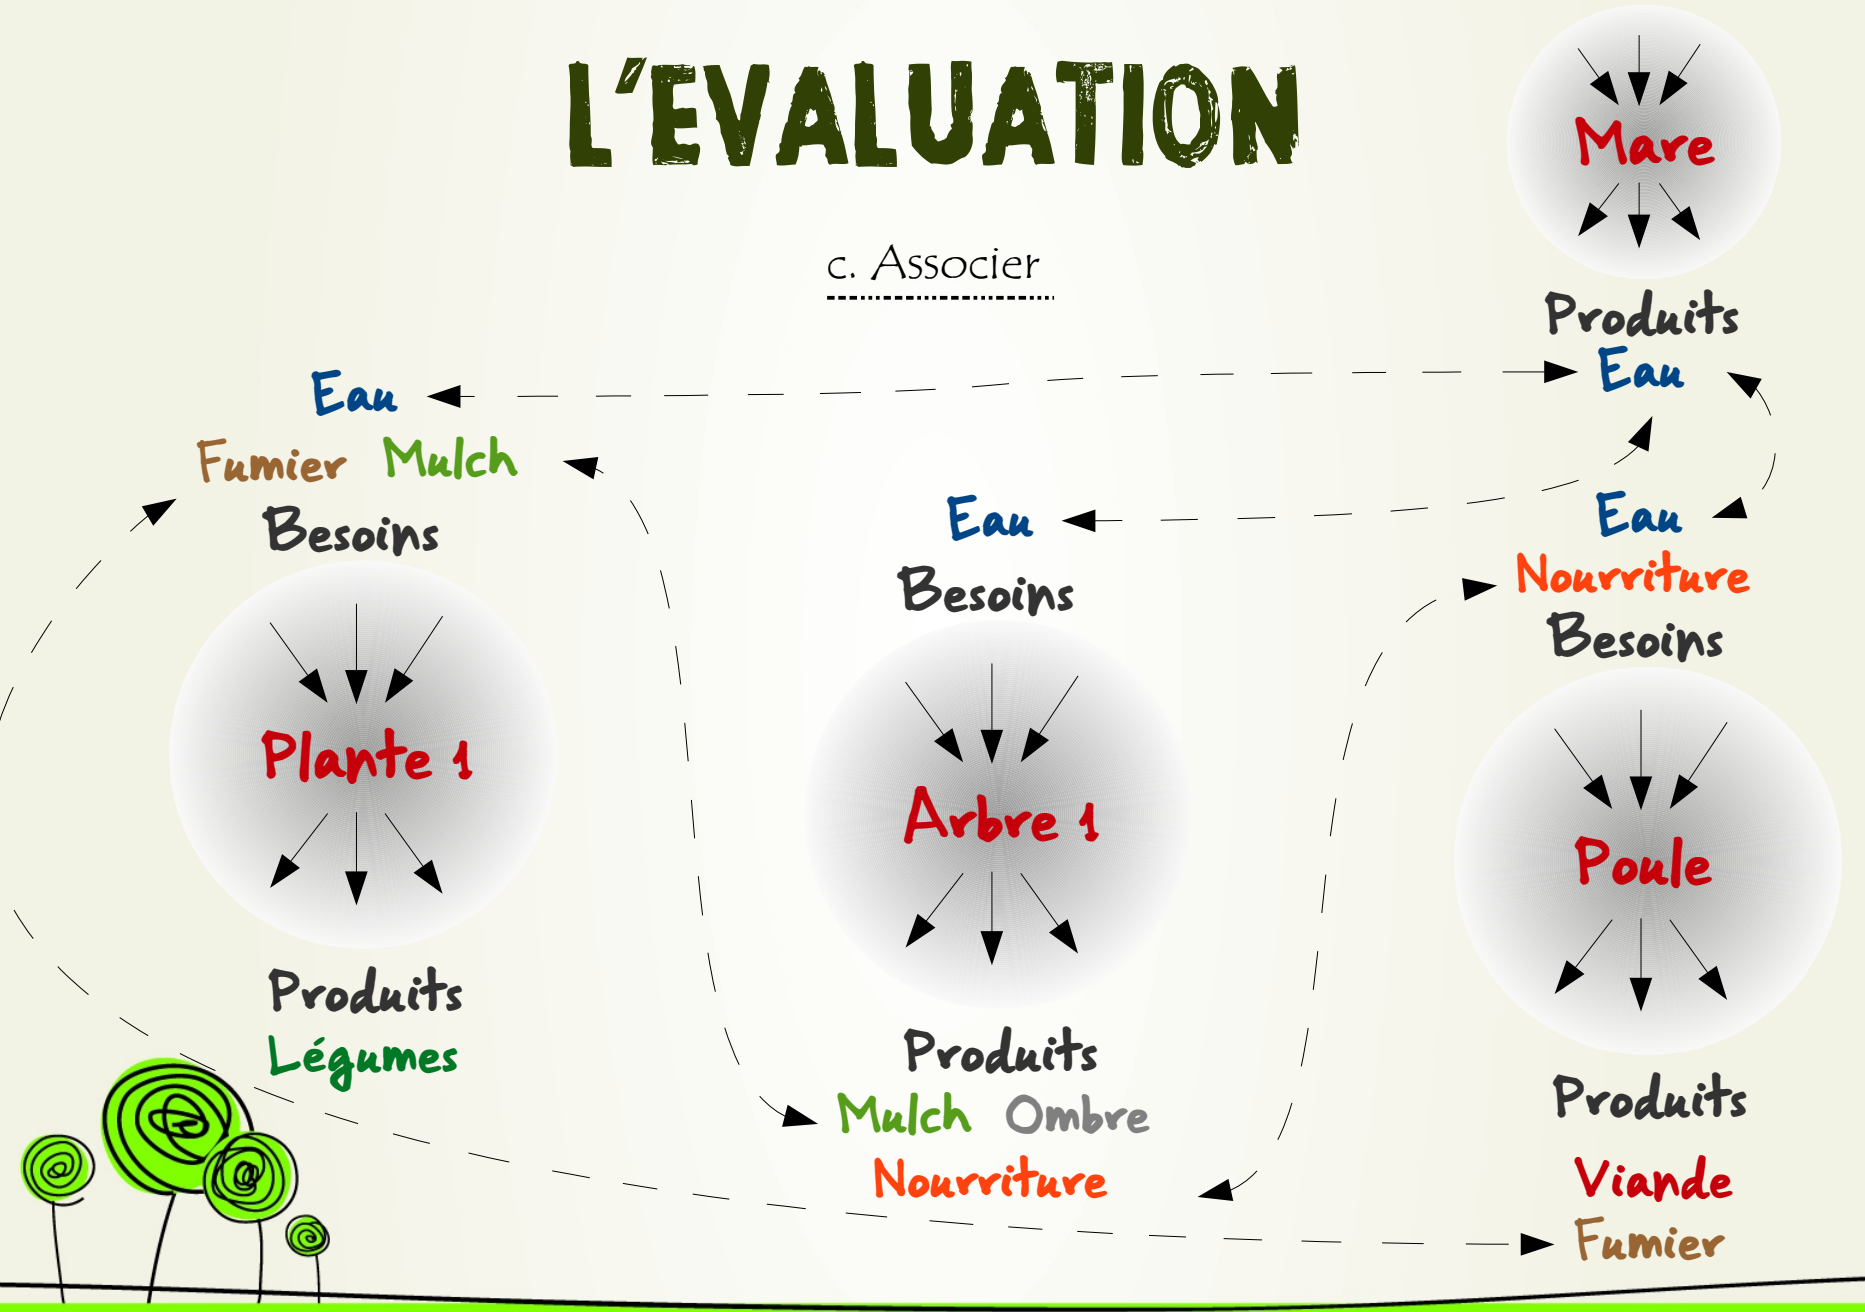 L'EVALUATION
c. Associer
Mare
Produits
Eau
Eau
Fumier Mulch
Besoins
Plante 1
Produits
Légumes
Eau
Besoins
Arbre 1
Produits
Mulch Ombre
Nourriture
Eau
Nourriture
Besoins
Poule
Produits
Viande
Fumier